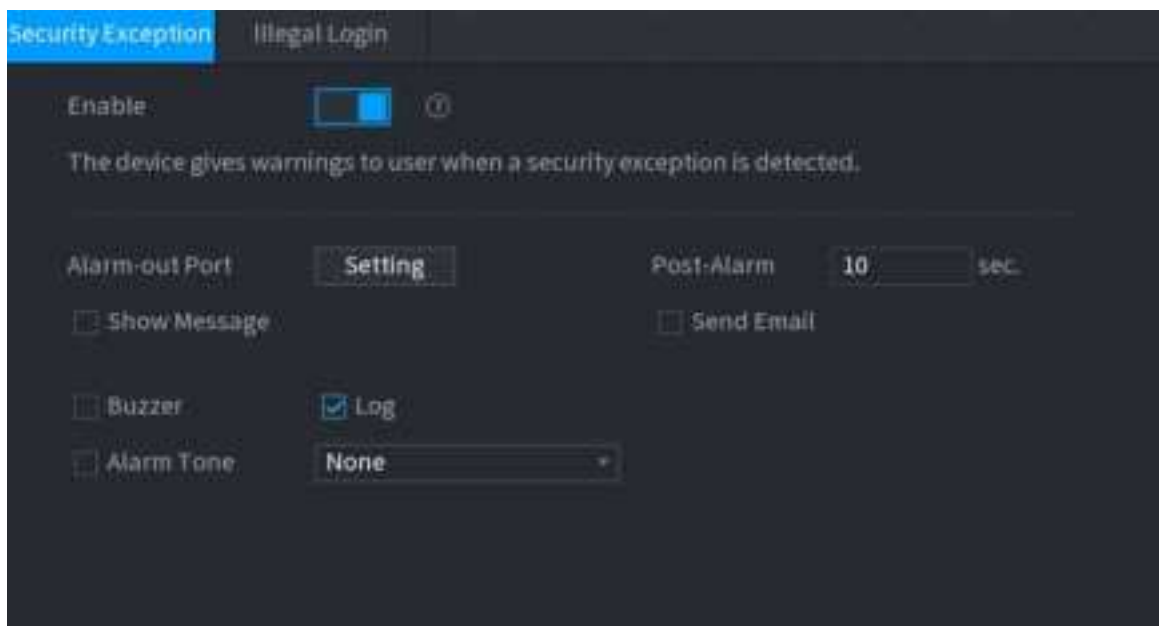 Security Exception Illegal Login
Enable
The device gives warnings to user when a security exception is detected.
Alarm-out Port Setting Post-Alarm 10 sec.
Show Message Send Email
Buzzer Log
Alarm Tone None